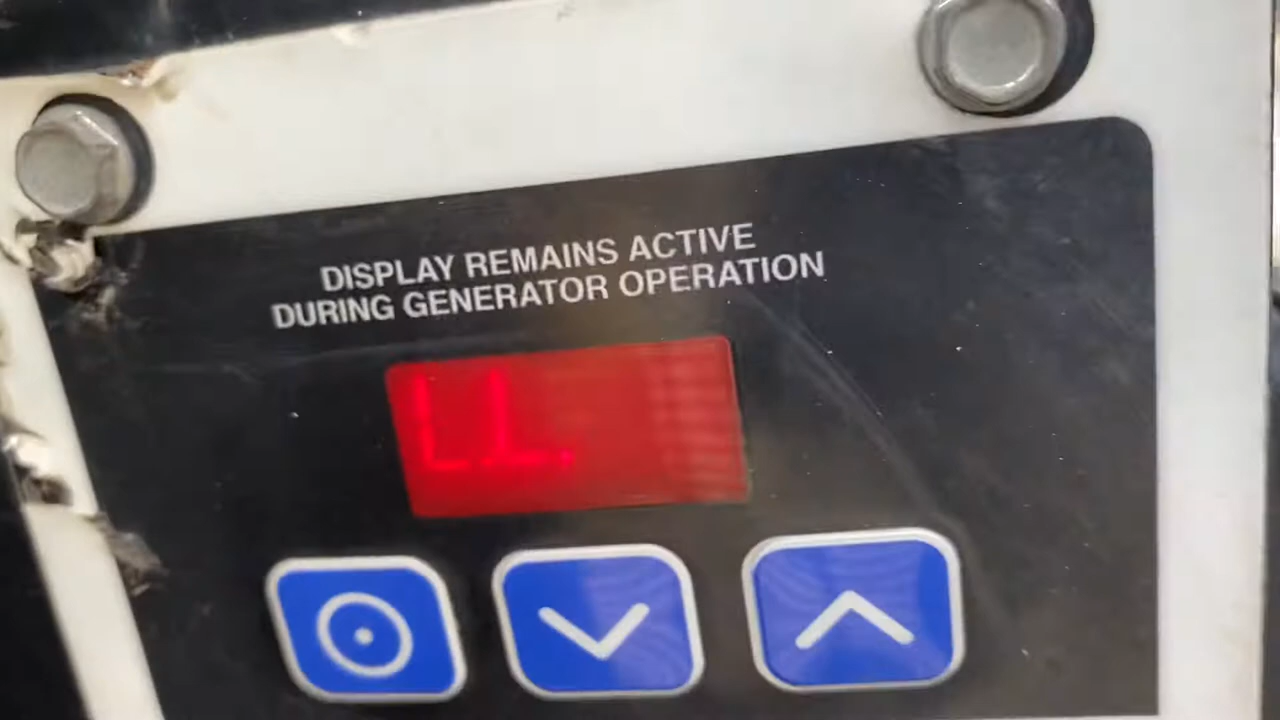 DISPLAY REMAINS ACTIVE
DURING GENERATOR OPERATION
LL.